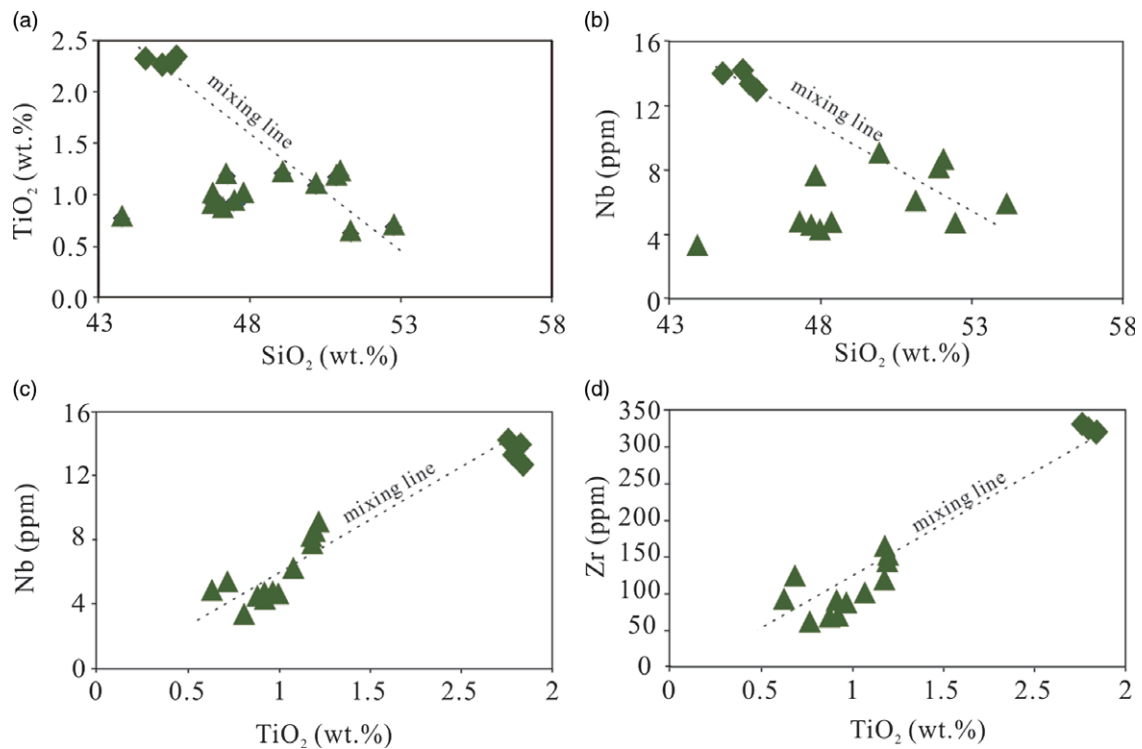 (a)
2.5
2.0
1.5
1.0
0.5
0.0
TiO₂ (wt.%)
mixing line
43
48
53
58
SiO₂ (wt.%)
(b)
16
12
8
4
0
Nb (ppm)
mixing line
43
48
53
58
SiO₂ (wt.%)
(c)
16
12
8
4
0
Nb (ppm)
mixing line
0
0.5
1
1.5
2.5
2
TiO₂ (wt.%)
(d)
350
300
250
200
150
100
50
0
Zr (ppm)
mixing line
0
0.5
1
1.5
2.5
2
TiO₂ (wt.%)